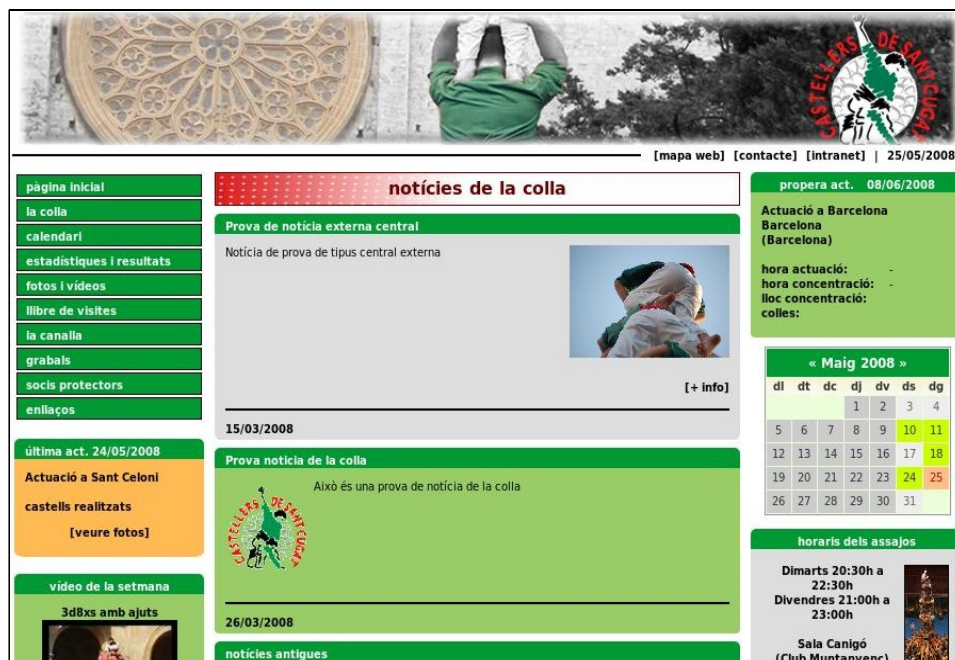 CASTELLERS DE SANT CUGAT
[mapa web] [contacte] [intranet] | 25/05/2008
pàgina inicial
la colla
calendari
estadístiques i resultats
fotos i vídeos
llibre de visites
la canalla
grabals
socis protectors
enllaços
última act. 24/05/2008
Actuació a Sant Celoni
castells realitzats
[veure fotos]
vídeo de la setmana
3d8xs amb ajuts
notícies de la colla
Prova de notícia externa central
Notícia de prova de tipus central externa
[+ info]
15/03/2008
Prova noticia de la colla
CASTELLERS DE SANT CUGAT
Això és una prova de notícia de la colla
26/03/2008
notícies antigues
propera act. 08/06/2008
Actuació a Barcelona
Barcelona
(Barcelona)
hora actuació: -
hora concentració: -
lloc concentració:
colles:
« Maig 2008 »
dl dt dc dj dv ds dg
1 2 3 4
5 6 7 8 9 10 11
12 13 14 15 16 17 18
19 20 21 22 23 24 25
26 27 28 29 30 31
horaris dels assajos
Dimarts 20:30h a
22:30h
Divendres 21:00h a
23:00h
Sala Canigó
(Club Muntanyenc)